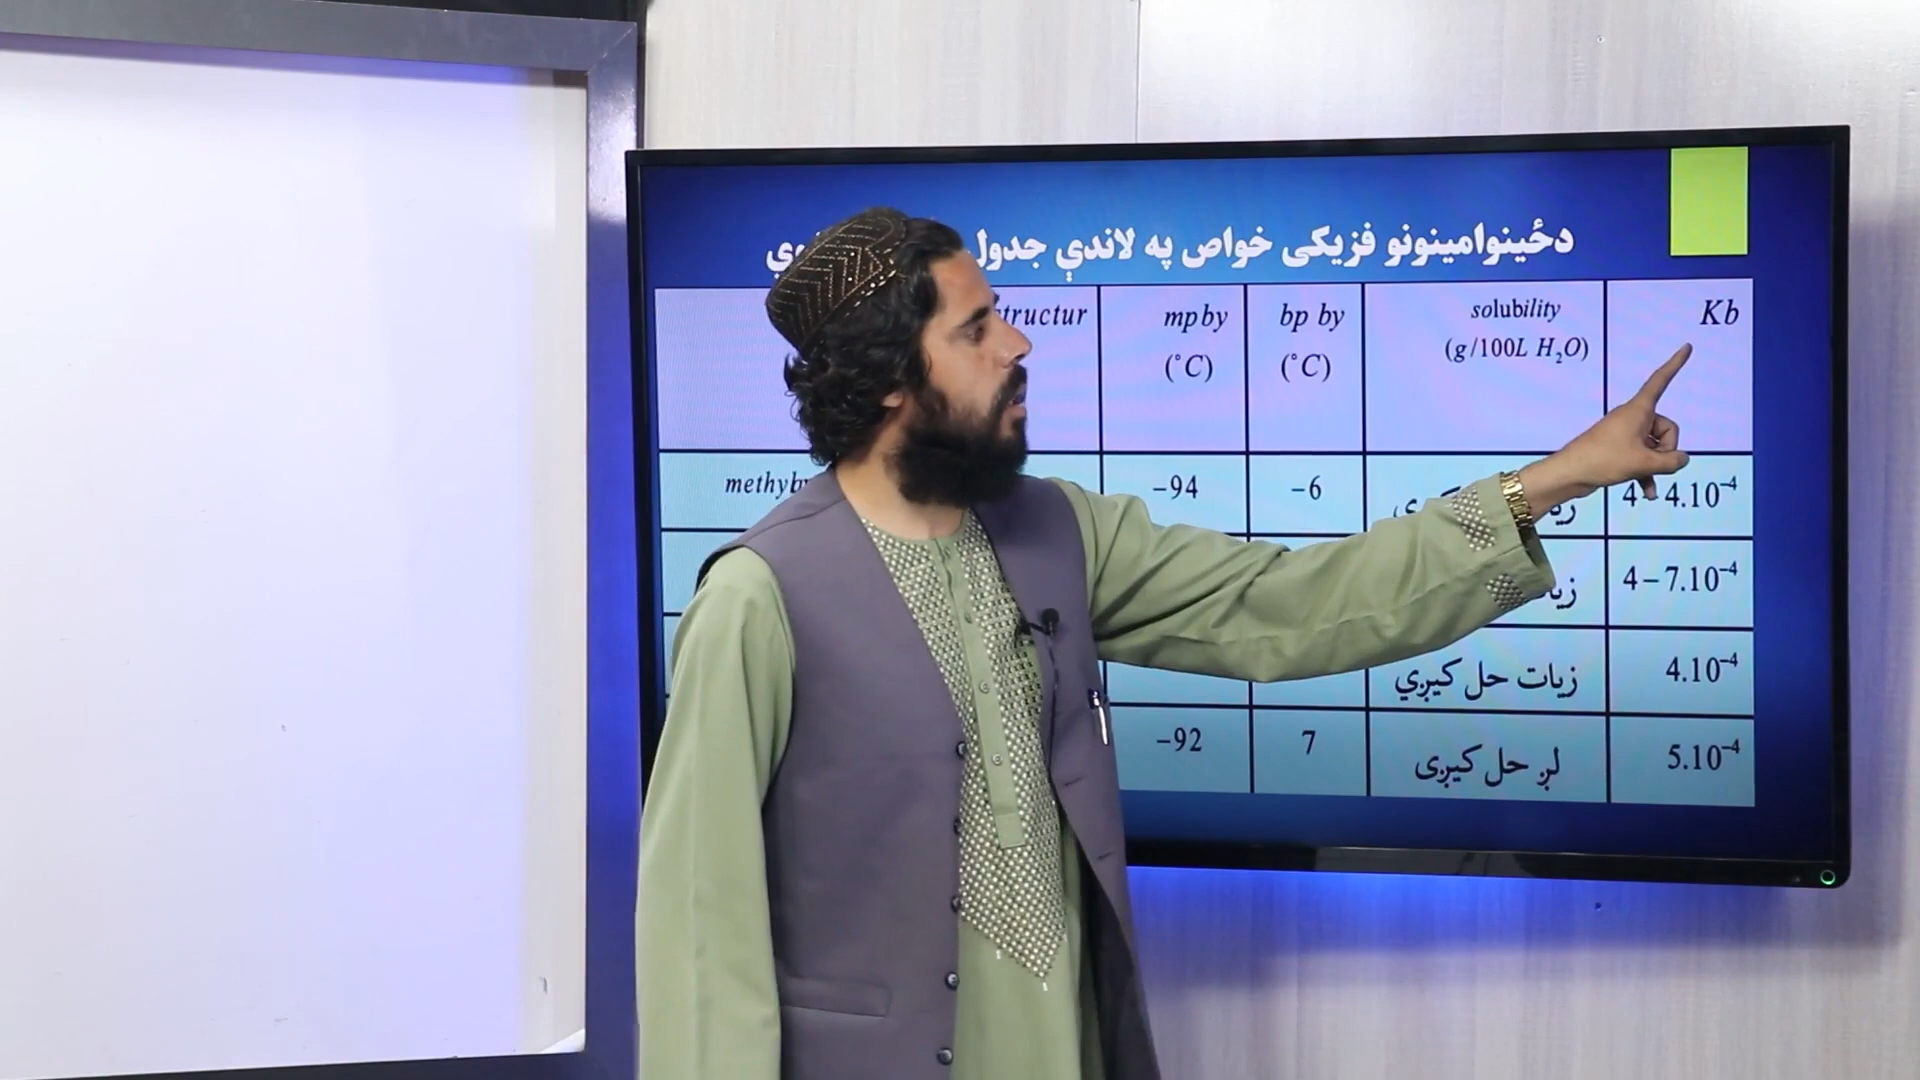 دځینوامینونو فزیکی خواص په لاندې جدول
structur mp by bp by solubility Kb
(°C) (°C) (g/100L H₂O)
−94 −6 4−4.10⁻⁴
4−7.10⁻⁴
زیات حل کیږي 4.10⁻⁴
−92 7 لږ حل کیږی 5.10⁻⁴